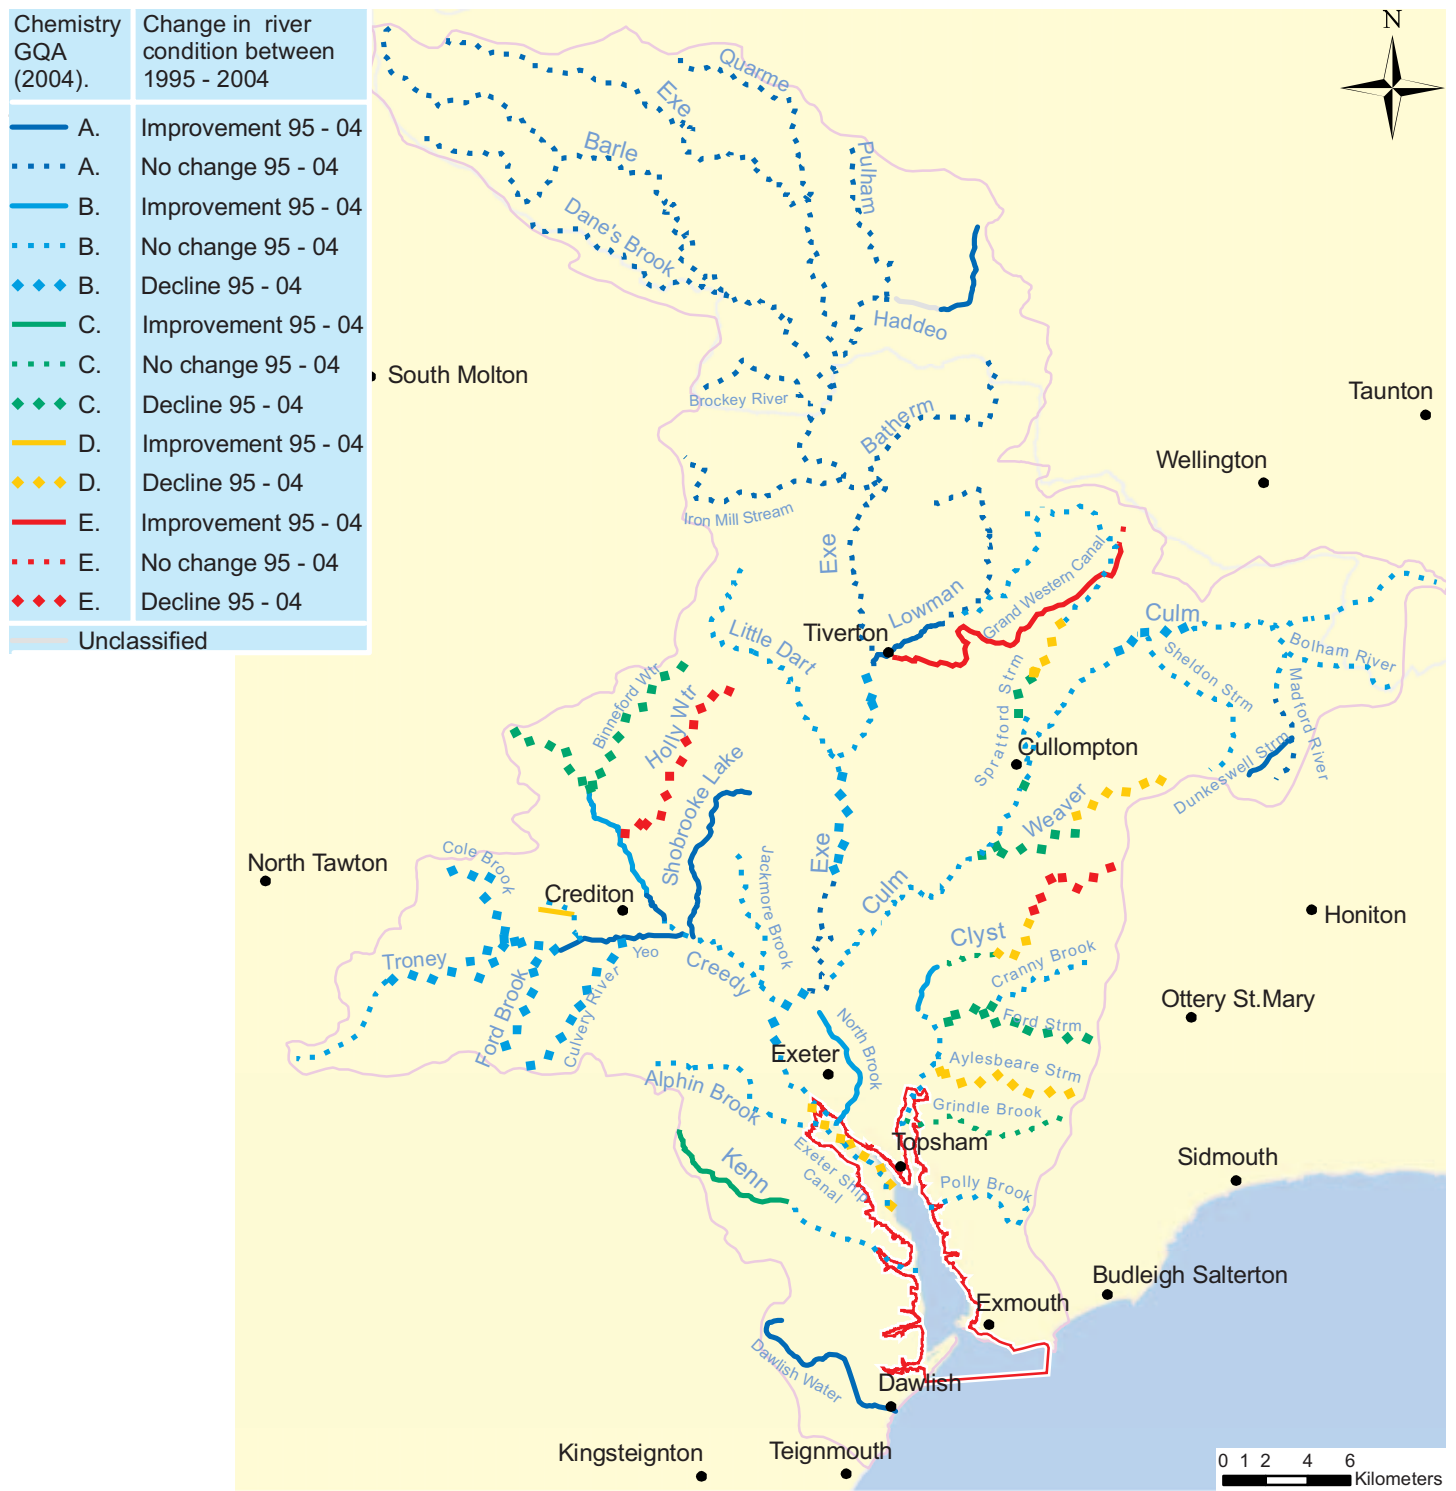 Chemistry
GQA
(2004).
Change in river
condition between
1995 - 2004
A. Improvement 95 - 04
A. No change 95 - 04
B. Improvement 95 - 04
B. No change 95 - 04
B. Decline 95 - 04
C. Improvement 95 - 04
C. No change 95 - 04
C. Decline 95 - 04
D. Improvement 95 - 04
D. Decline 95 - 04
E. Improvement 95 - 04
E. No change 95 - 04
E. Decline 95 - 04
Unclassified
N
Quarme
Exe
Barle
Pulham
Dane's Brook
Haddeo
South Molton
Brockey River
Taunton
Batherm
Wellington
Iron Mill Stream
Exe
Grand Western Canal
Lowman
Culm
Tiverton
Little Dart
Bolham River
Sheldon Strm
Madford River
Binneford Wtr
Holly Wtr
Spratford Strm
Cullompton
Dunkeswell Strm
Shobrooke Lake
Weaver
Cole Brook
North Tawton
Jackmore Brook
Exe
Culm
Crediton
Honiton
Clyst
Yeo
Troney
Creedy
Cranny Brook
Ford Brook
Culvery River
Ottery St.Mary
Ford Strm
North Brook
Exeter
Aylesbeare Strm
Alphin Brook
Grindle Brook
Topsham
Kenn
Exeter Ship
Canal
Sidmouth
Polly Brook
Budleigh Salterton
Exmouth
Dawlish Water
Dawlish
Kingsteignton
Teignmouth
0 1 2 4 6
Kilometers